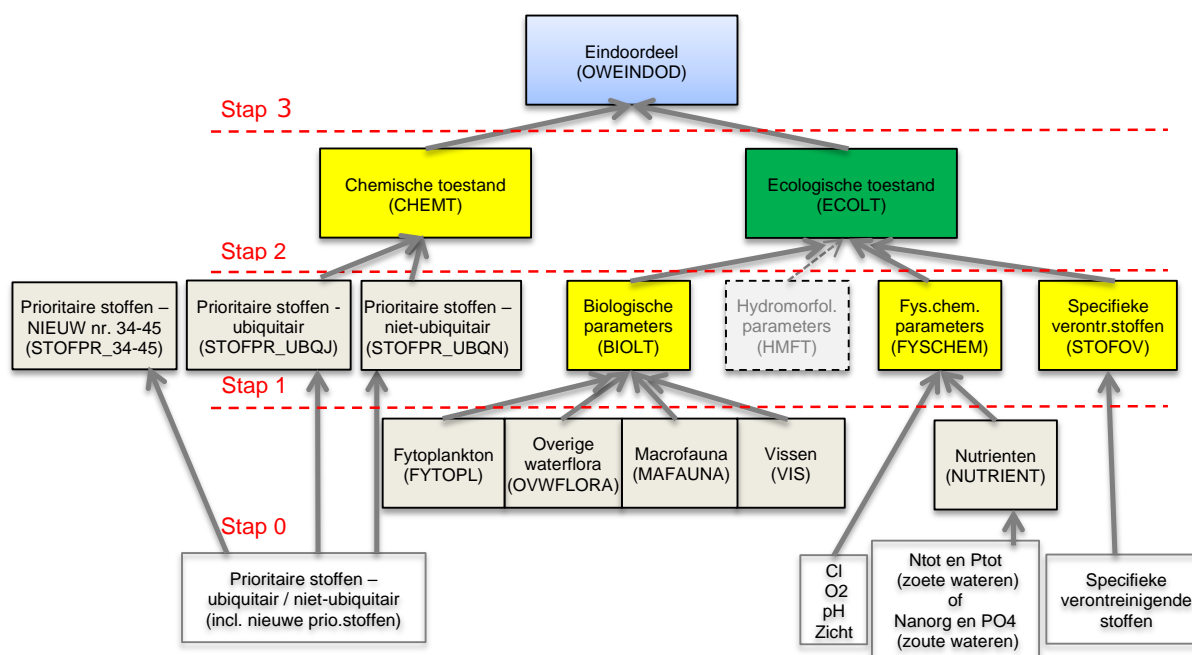 Eindoordeel
(OWEINDOD)
Stap 3
Chemische toestand
(CHEMT)
Ecologische toestand
(ECOLT)
Stap 2
Prioritaire stoffen –
NIEUW nr. 34-45
(STOFPR_34-45)
Prioritaire stoffen -
ubiquitair
(STOFPR_UBQJ)
Prioritaire stoffen –
niet-ubiquitair
(STOFPR_UBQN)
Biologische
parameters
(BIOLT)
Hydromorfol.
parameters
(HMFT)
Fys.chem.
parameters
(FYSCHEM)
Specifieke
verontr.stoffen
(STOFOV)
Stap 1
Fytoplankton
(FYTOPL)
Overige
waterflora
(OVWFLORA)
Macrofauna
(MAFAUNA)
Vissen
(VIS)
Nutrienten
(NUTRIENT)
Stap 0
Prioritaire stoffen –
ubiquitair / niet-ubiquitair
(incl. nieuwe prio.stoffen)
Cl
O2
pH
Zicht
Ntot en Ptot
(zoete wateren)
of
Nanorg en PO4
(zoute wateren)
Specifieke
verontreinigende
stoffen